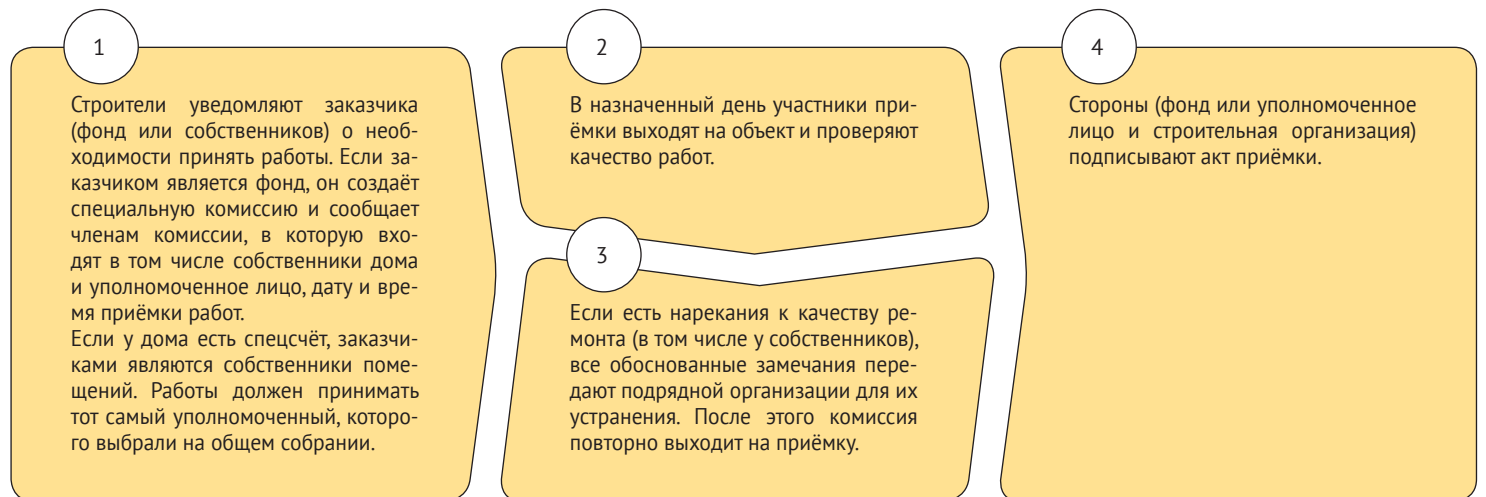 1
Строители уведомляют заказчика
(фонд или собственников) о необ-
ходимости принять работы. Если за-
казчиком является фонд, он создаёт
специальную комиссию и сообщает
членам комиссии, в которую вхо-
дят в том числе собственники дома
и уполномоченное лицо, дату и вре-
мя приёмки работ.
Если у дома есть спецсчёт, заказчи-
ками являются собственники поме-
щений. Работы должен принимать
тот самый уполномоченный, которо-
го выбрали на общем собрании.
2
В назначенный день участники при-
ёмки выходят на объект и проверяют
качество работ.
3
Если есть нарекания к качеству ре-
монта (в том числе у собственников),
все обоснованные замечания пере-
дают подрядной организации для их
устранения. После этого комиссия
повторно выходит на приёмку.
4
Стороны (фонд или уполномоченное
лицо и строительная организация)
подписывают акт приёмки.